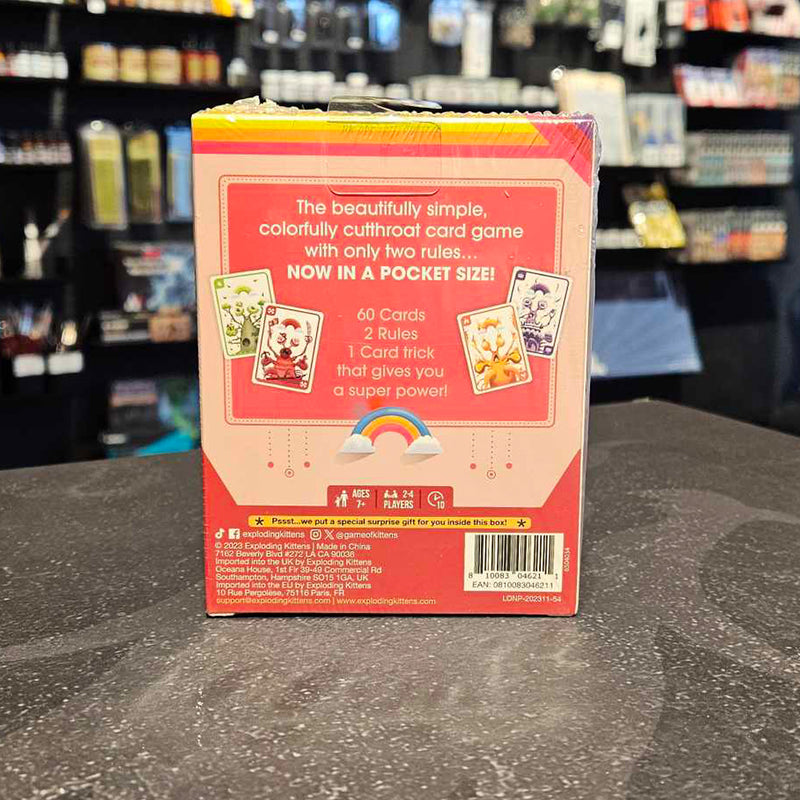 The beautifully simple,
colorfully cutthroat card game
with only two rules...
NOW IN A POCKET SIZE!
60 Cards
2 Rules
1 Card trick
that gives you
a super power!
AGES
7+
2-4
PLAYERS
10
Pssst...we put a special surprise gift for you inside this box!
explodingkittens @gameofkittens
© 2023 Exploding Kittens | Made in China
7162 Beverly Blvd #272 LA CA 90036
Imported into the UK by Exploding Kittens
Oceana House, 1st Flr 39-49 Commercial Rd
Southampton, Hampshire SO15 1GA, UK
Imported into the EU by Exploding Kittens
10 Rue Pergolèse, 75116 Paris, FR
support@explodingkittens.com | www.explodingkittens.com
8 10083 04621 1
EAN: 0810083046211
LDNP-202311-54